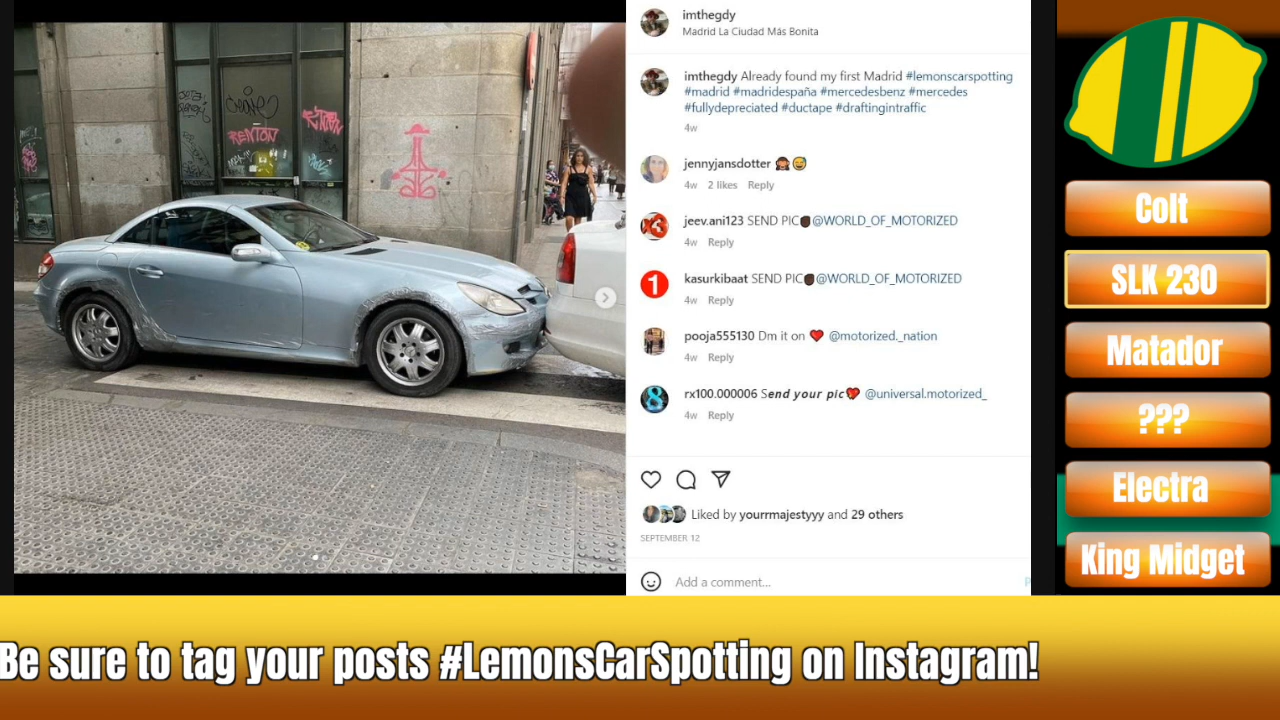 RENTON
imthegdy
Madrid La Ciudad Más Bonita
imthegdy Already found my first Madrid #lemonscarspotting
#madrid #madridespaña #mercedesbenz #mercedes
#fullydepreciated #ductape #draftingintraffic
4w
jennyjansdotter 🙊😅
4w 2 likes Reply
jeev.ani123 SEND PIC✊🏿@WORLD_OF_MOTORIZED
4w Reply
kasurkibaat SEND PIC✊🏿@WORLD_OF_MOTORIZED
4w Reply
pooja555130 Dm it on ❤️ @motorized._nation
4w Reply
rx100.000006 S𝙚𝙣𝙙 𝙮𝙤𝙪𝙧 𝙥𝙞𝙘💖 @universal.motorized_
4w Reply
Liked by yourrmajestyyy and 29 others
SEPTEMBER 12
Add a comment...
P
Colt
SLK 230
Matador
???
Electra
King Midget
Be sure to tag your posts #LemonsCarSpotting on Instagram!